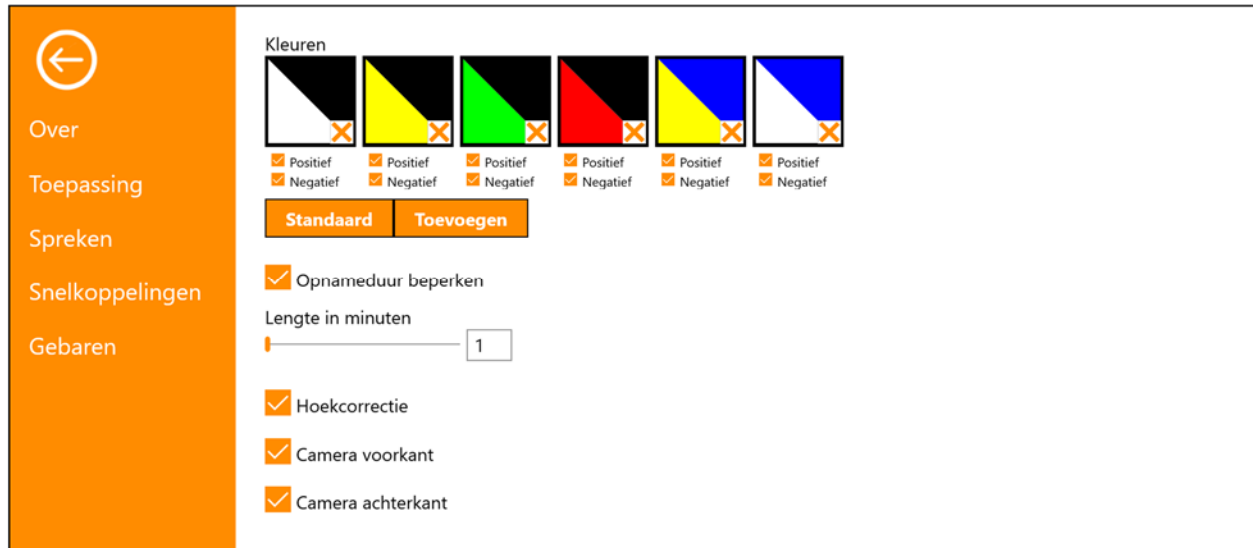 Over
Toepassing
Spreken
Snelkoppelingen
Gebaren
Kleuren
Positief Positief Positief Positief Positief Positief
Negatief Negatief Negatief Negatief Negatief Negatief
Standaard Toevoegen
Opnameduur beperken
Lengte in minuten
1
Hoekcorrectie
Camera voorkant
Camera achterkant